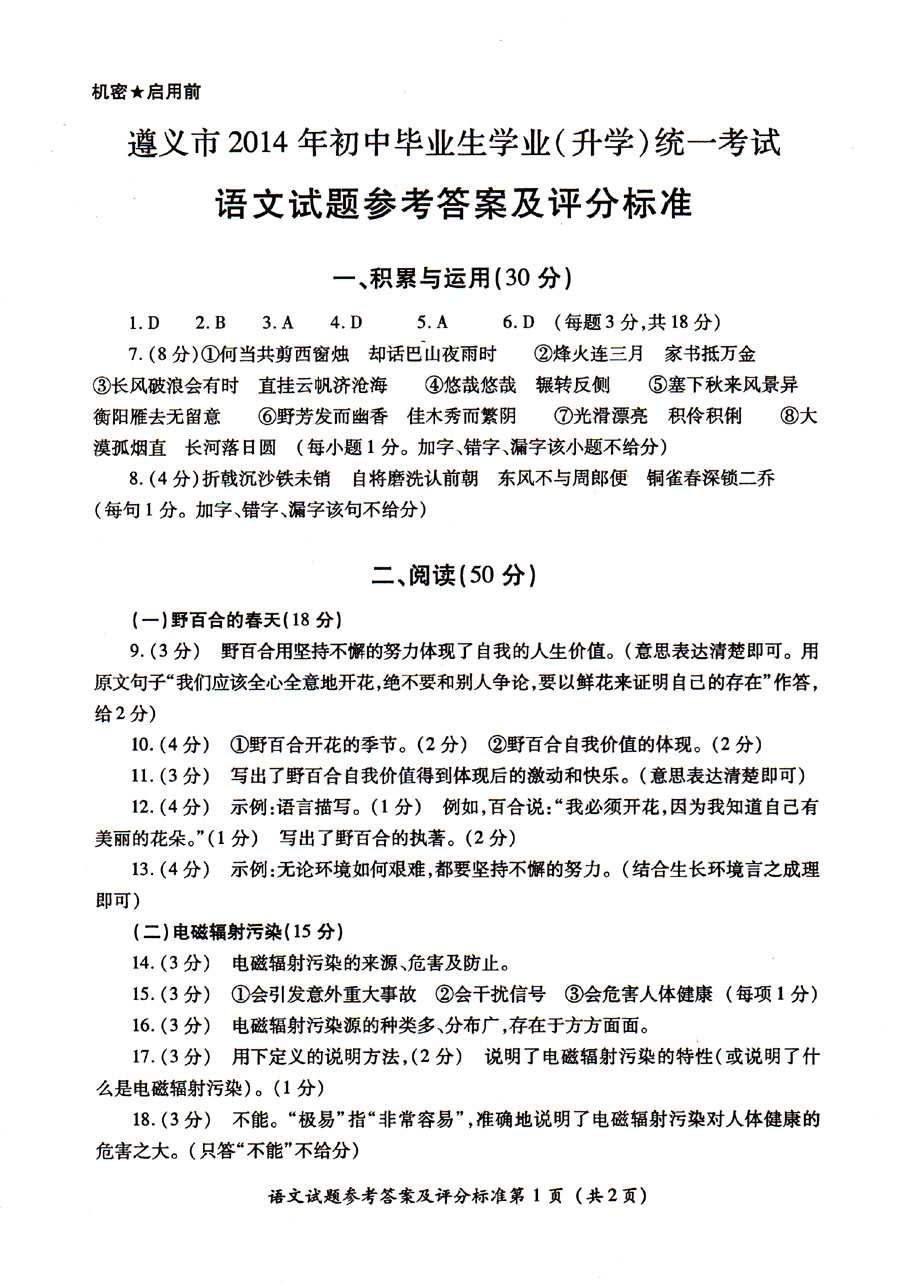 机密★启用前
遵义市2014年初中毕业生学业(升学)统一考试
语文试题参考答案及评分标准
一、积累与运用(30分)
1.D 2.B 3.A 4.D 5.A 6.D (每题3分,共18分)
7.(8分)①何当共剪西窗烛 却话巴山夜雨时 ②烽火连三月 家书抵万金
③长风破浪会有时 直挂云帆济沧海 ④悠哉悠哉 辗转反侧 ⑤塞下秋来风景异
衡阳雁去无留意 ⑥野芳发而幽香 佳木秀而繁阴 ⑦光滑漂亮 积伶积俐 ⑧大
漠孤烟直 长河落日圆 (每小题1分。加字、错字、漏字该小题不给分)
8.(4分)折戟沉沙铁未销 自将磨洗认前朝 东风不与周郎便 铜雀春深锁二乔
(每句1分。加字、错字、漏字该句不给分)
二、阅读(50分)
(一)野百合的春天(18分)
9.(3分) 野百合用坚持不懈的努力体现了自我的人生价值。(意思表达清楚即可。用
原文句子“我们应该全心全意地开花,绝不要和别人争论,要以鲜花来证明自己的存在”作答,
给2分)
10.(4分) ①野百合开花的季节。(2分) ②野百合自我价值的体现。(2分)
11.(3分) 写出了野百合自我价值得到体现后的激动和快乐。(意思表达清楚即可)
12.(4分) 示例:语言描写。(1分) 例如,百合说:“我必须开花,因为我知道自己有
美丽的花朵。”(1分) 写出了野百合的执著。(2分)
13.(4分) 示例:无论环境如何艰难,都要坚持不懈的努力。(结合生长环境言之成理
即可)
(二)电磁辐射污染(15分)
14.(3分) 电磁辐射污染的来源、危害及防止。
15.(3分) ①会引发意外重大事故 ②会干扰信号 ③会危害人体健康 (每项1分)
16.(3分) 电磁辐射污染源的种类多、分布广,存在于方方面面。
17.(3分) 用下定义的说明方法,(2分) 说明了电磁辐射污染的特性(或说明了什
么是电磁辐射污染)。(1分)
18.(3分) 不能。“极易”指“非常容易”,准确地说明了电磁辐射污染对人体健康的
危害之大。(只答“不能”不给分)
语文试题参考答案及评分标准第1页(共2页)